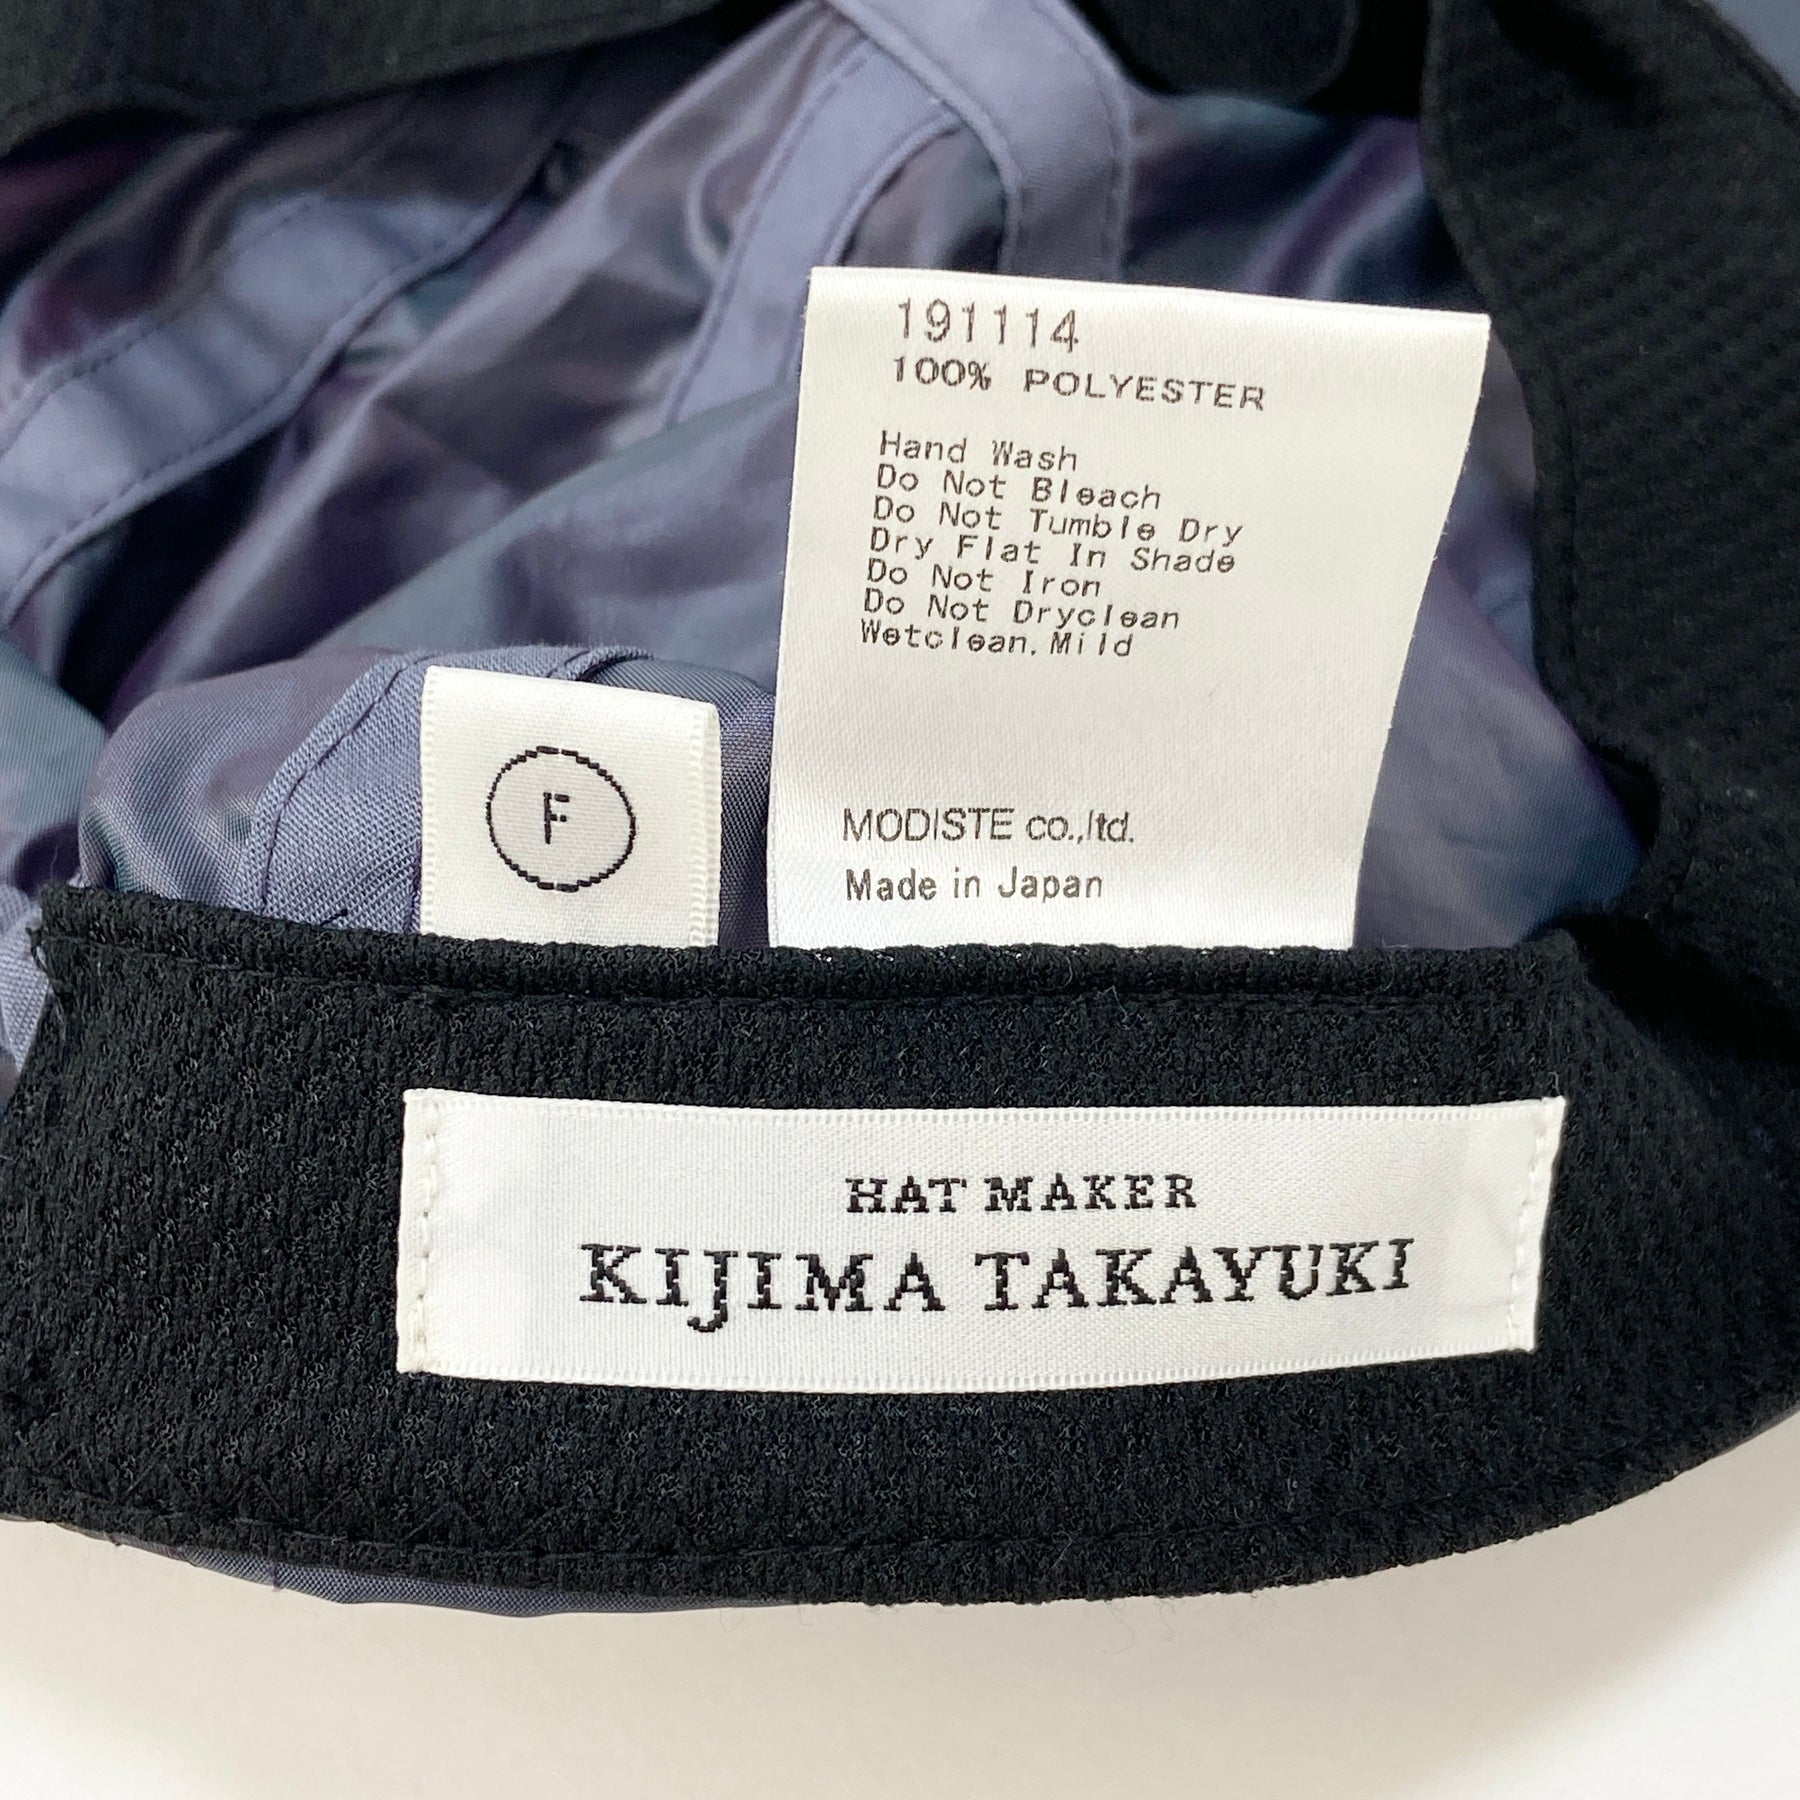 191114
100% POLYESTER
Hand Wash
Do Not Bleach
Do Not Tumble Dry
Dry Flat In Shade
Do Not Iron
Do Not Dryclean
Wetclean.Mild
F
MODISTE co.,ltd.
Made in Japan
HAT MAKER
KIJIMA TAKAYUKI